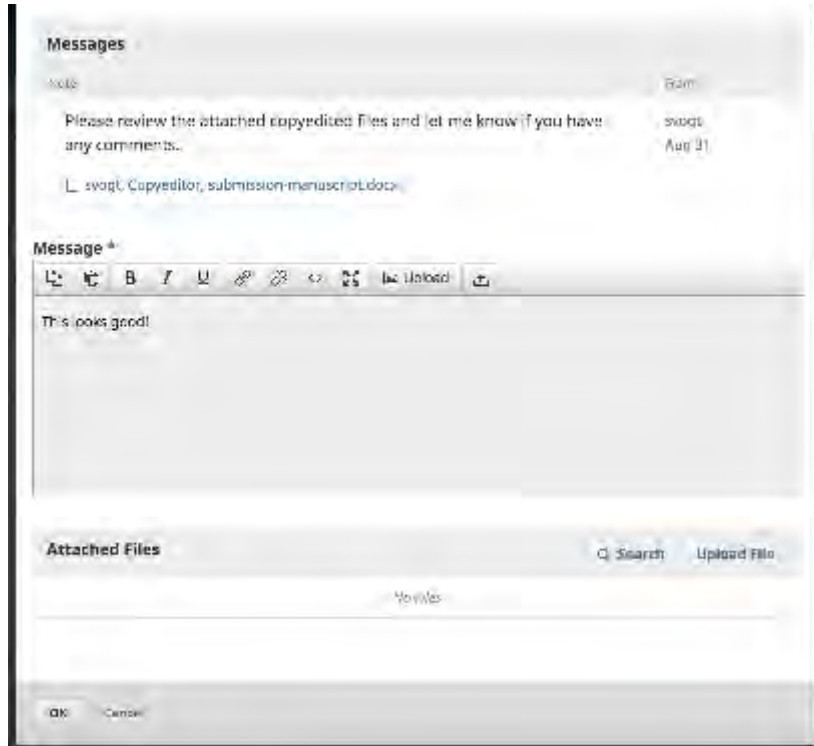 Messages
Note
From
Please review the attached copyedited files and let me know if you have
svogt
any comments.
Aug 31
svogt, Copyeditor, submission-manuscript.docx
Message *
B I U Upload
This looks good!
Attached Files
Search Upload File
No Files
OK Cancel